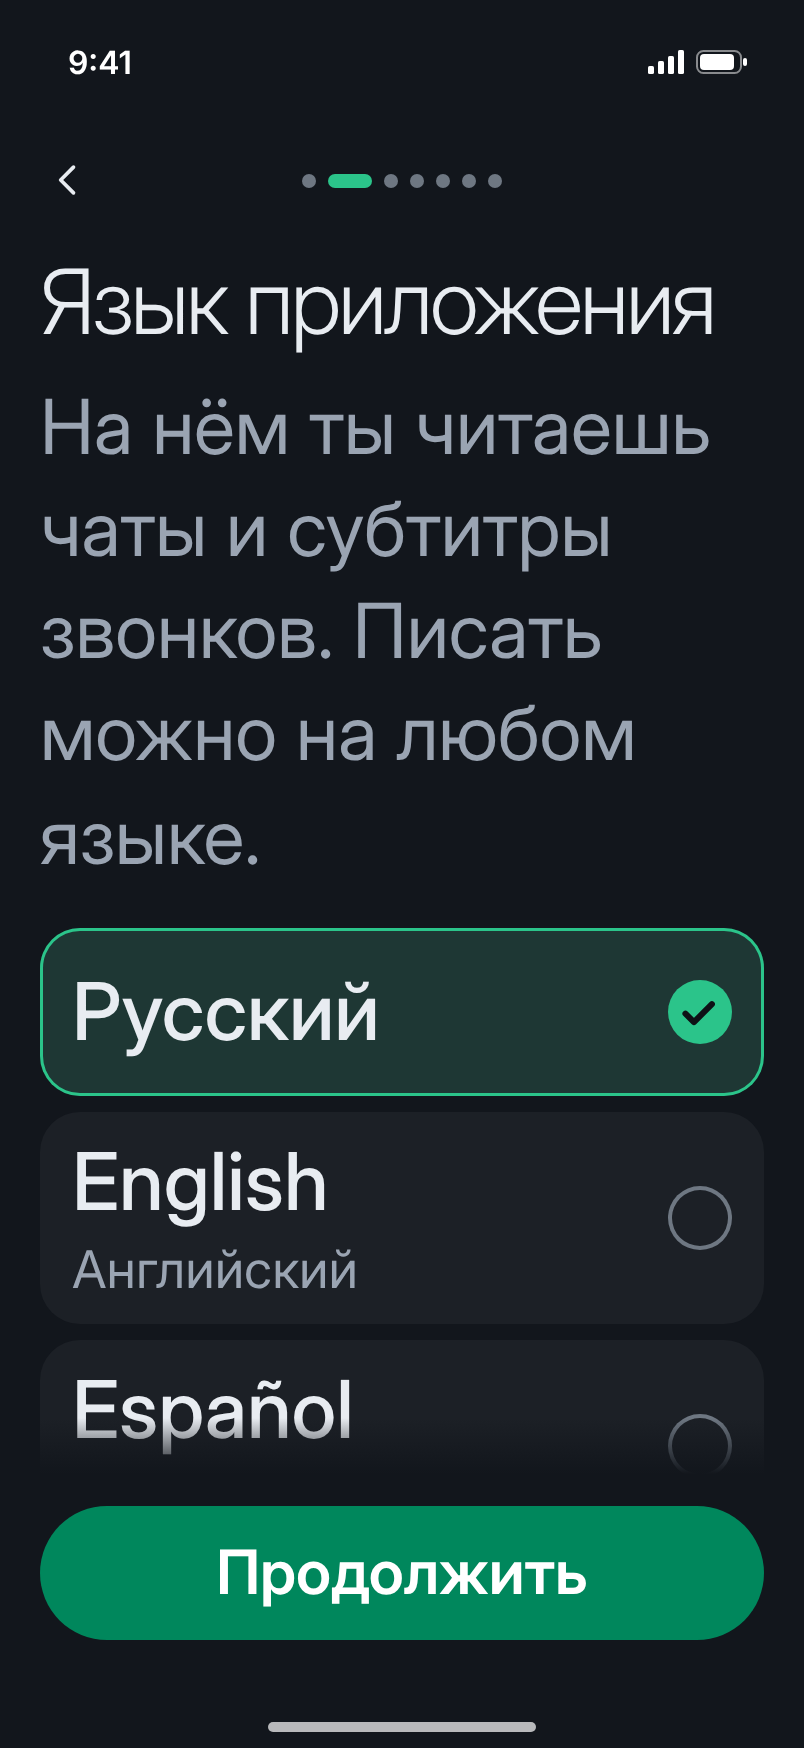 9:41
Язык приложения
На нём ты читаешь
чаты и субтитры
звонков. Писать
можно на любом
языке.
Русский
English
Английский
Español
Продолжить